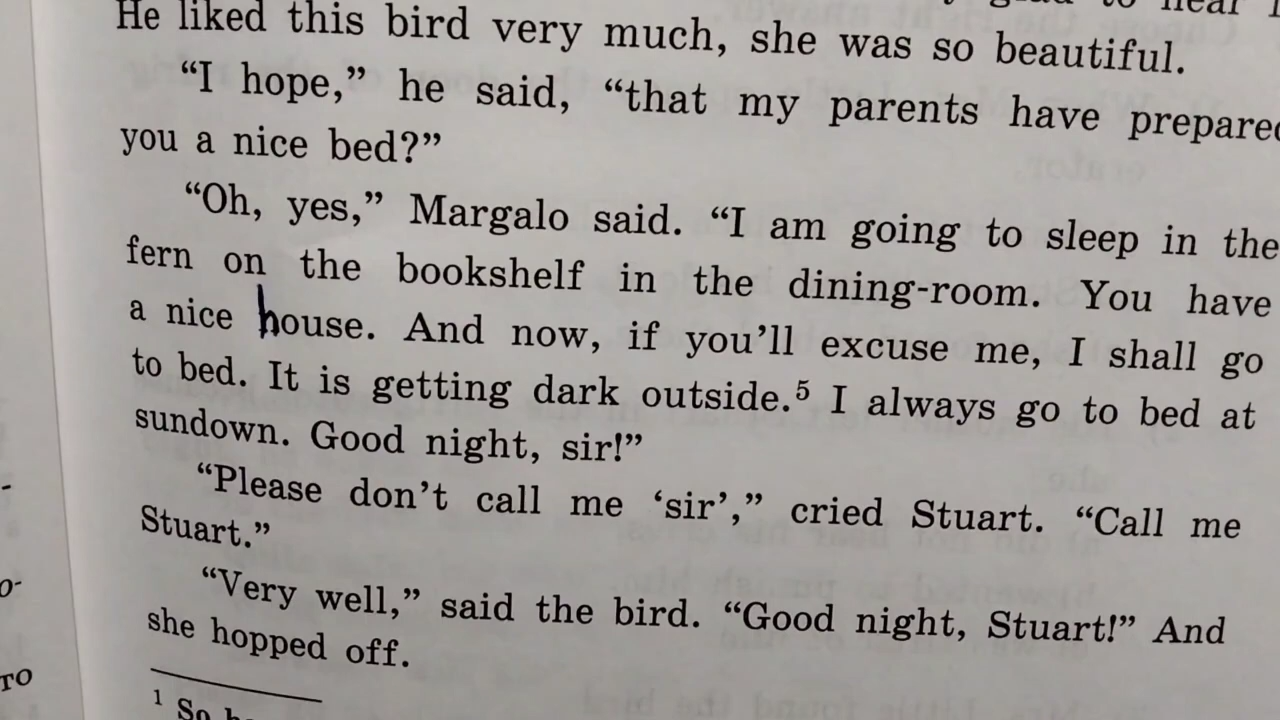 to hear
He liked this bird very much, she was so beautiful.
“I hope,” he said, “that my parents have prepared
you a nice bed?”
“Oh, yes,” Margalo said. “I am going to sleep in the
fern on the bookshelf in the dining-room. You have
a nice house. And now, if you’ll excuse me, I shall go
to bed. It is getting dark outside.⁵ I always go to bed at
sundown. Good night, sir!”
“Please don’t call me ‘sir’,” cried Stuart. “Call me
Stuart.”
“Very well,” said the bird. “Good night, Stuart!” And
she hopped off.
¹ So